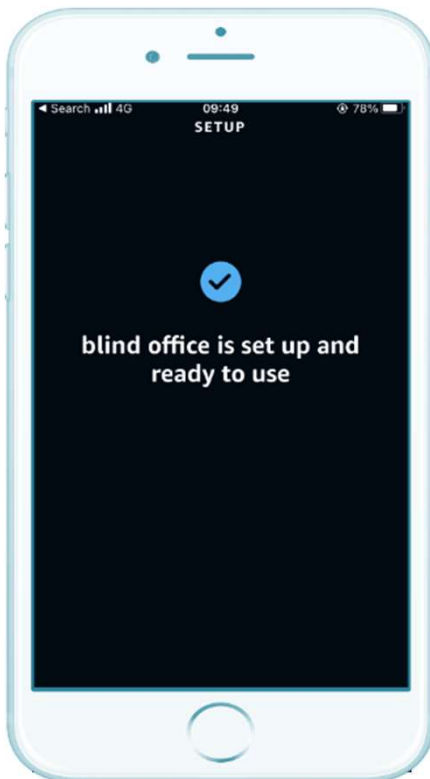 ◀ Search 4G 09:49 78%
SETUP
blind office is set up and
ready to use